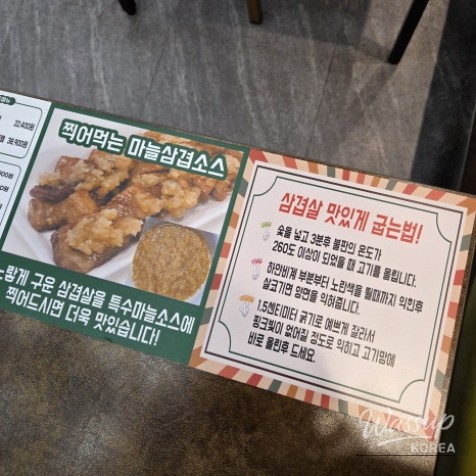 22,400원
38,900원
찍어먹는 마늘삼겹소스
노랗게 구운 삼겹살을 특수마늘소스에
찍어드시면 더욱 맛있습니다!
삼겹살 맛있게 굽는법!
숯을 넣고 3분후 불판의 온도가
260도 이상이 되었을 때 고기를 올립니다.
하얀비계 부분부터 노란색을 띌때까지 익힌후
살코기와 양면을 익혀줍니다.
1.5센티미터 굵기로 예쁘게 잘라서
핑크빛이 없어질 정도로 익히고 고기망에
바로 올린후 드세요.
Wassup
KOREA